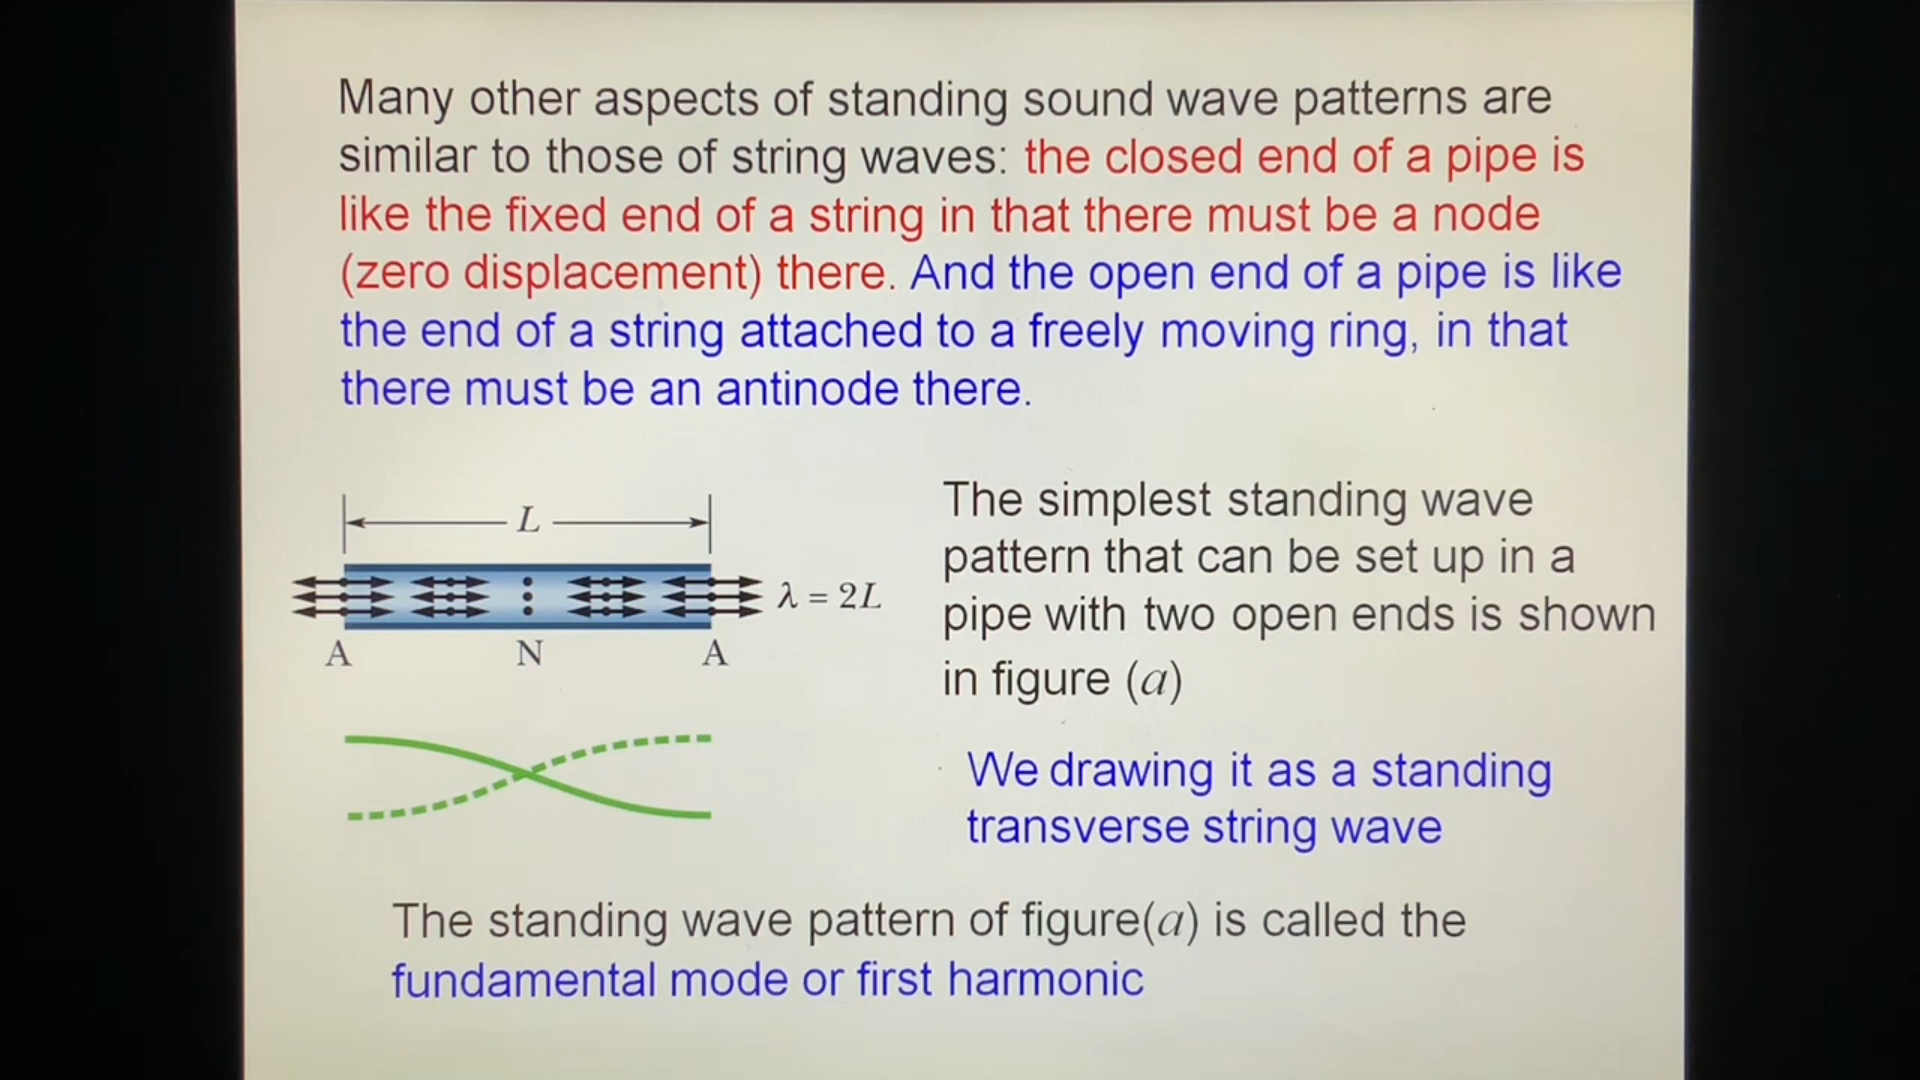 Many other aspects of standing sound wave patterns are
similar to those of string waves: the closed end of a pipe is
like the fixed end of a string in that there must be a node
(zero displacement) there. And the open end of a pipe is like
the end of a string attached to a freely moving ring, in that
there must be an antinode there.
L
λ = 2L
A N A
The simplest standing wave
pattern that can be set up in a
pipe with two open ends is shown
in figure (a)
We drawing it as a standing
transverse string wave
The standing wave pattern of figure(a) is called the
fundamental mode or first harmonic